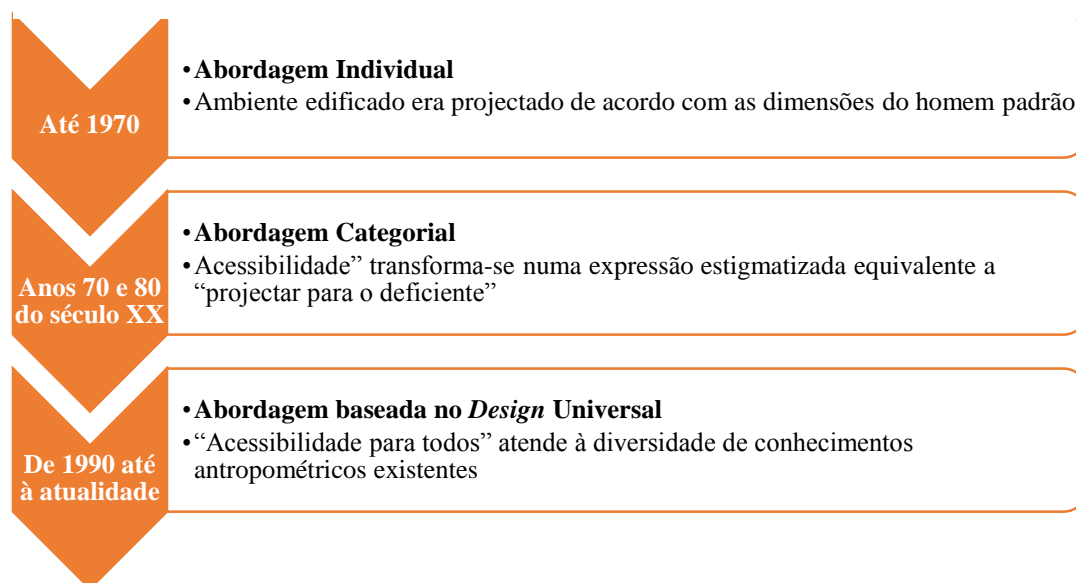 Até 1970
•Abordagem Individual
•Ambiente edificado era projectado de acordo com as dimensões do homem padrão
Anos 70 e 80
do século XX
•Abordagem Categorial
•Acessibilidade” transforma-se numa expressão estigmatizada equivalente a
“projectar para o deficiente”
De 1990 até
à atualidade
•Abordagem baseada no Design Universal
•“Acessibilidade para todos” atende à diversidade de conhecimentos
antropométricos existentes